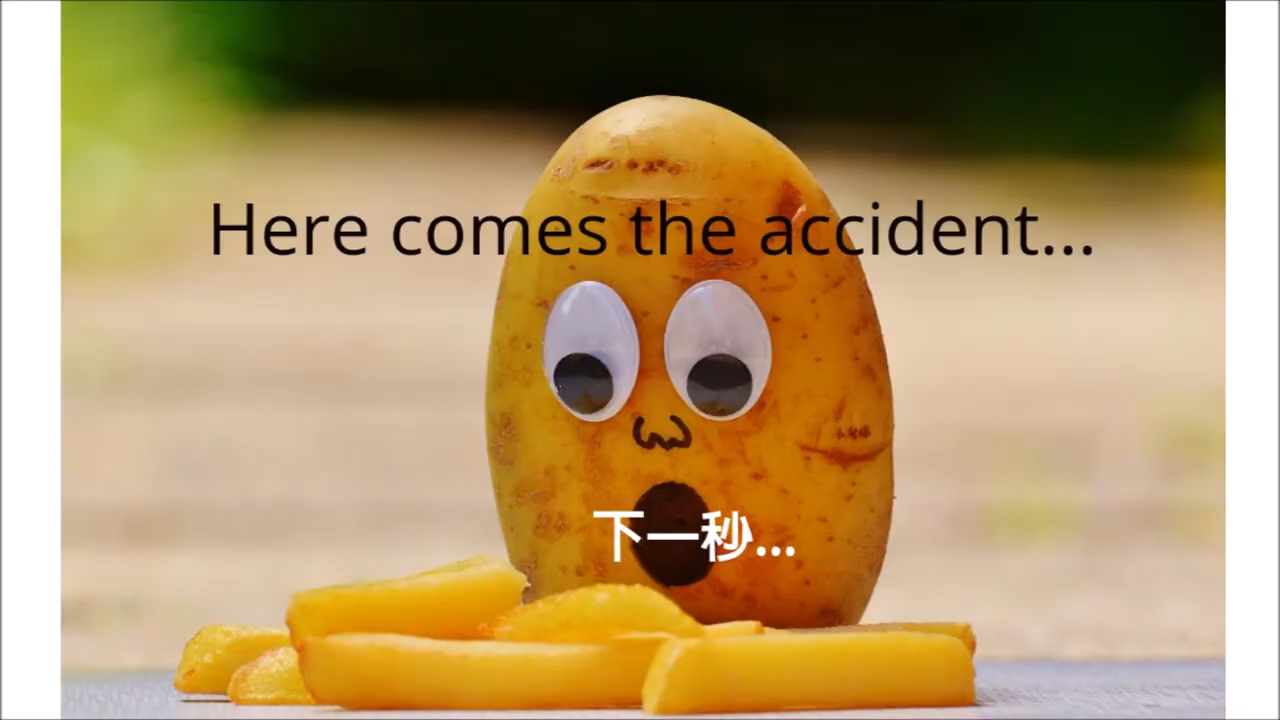 Here comes the accident...
下一秒...